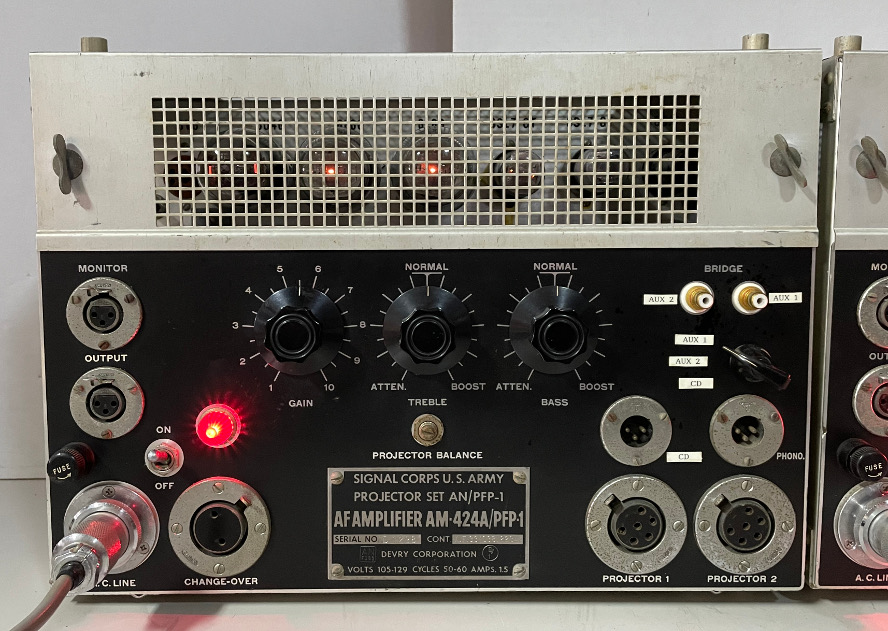 MONITOR
OUTPUT
ON
OFF
FUSE
A.C. LINE
CHANGE-OVER
1 2 3 4 5 6 7 8 9 10
GAIN
NORMAL
ATTEN. BOOST
TREBLE
NORMAL
ATTEN. BOOST
BASS
PROJECTOR BALANCE
BRIDGE
AUX 2 AUX 1
AUX 1
AUX 2
CD
CD
PHONO.
PROJECTOR 1 PROJECTOR 2
SIGNAL CORPS U. S. ARMY
PROJECTOR SET AN/PFP-1
AF AMPLIFIER AM-424A/PFP-1
SERIAL NO CONT
DEVRY CORPORATION
VOLTS 105-129 CYCLES 50-60 AMPS. 1.5
FUSE
A.C. LI